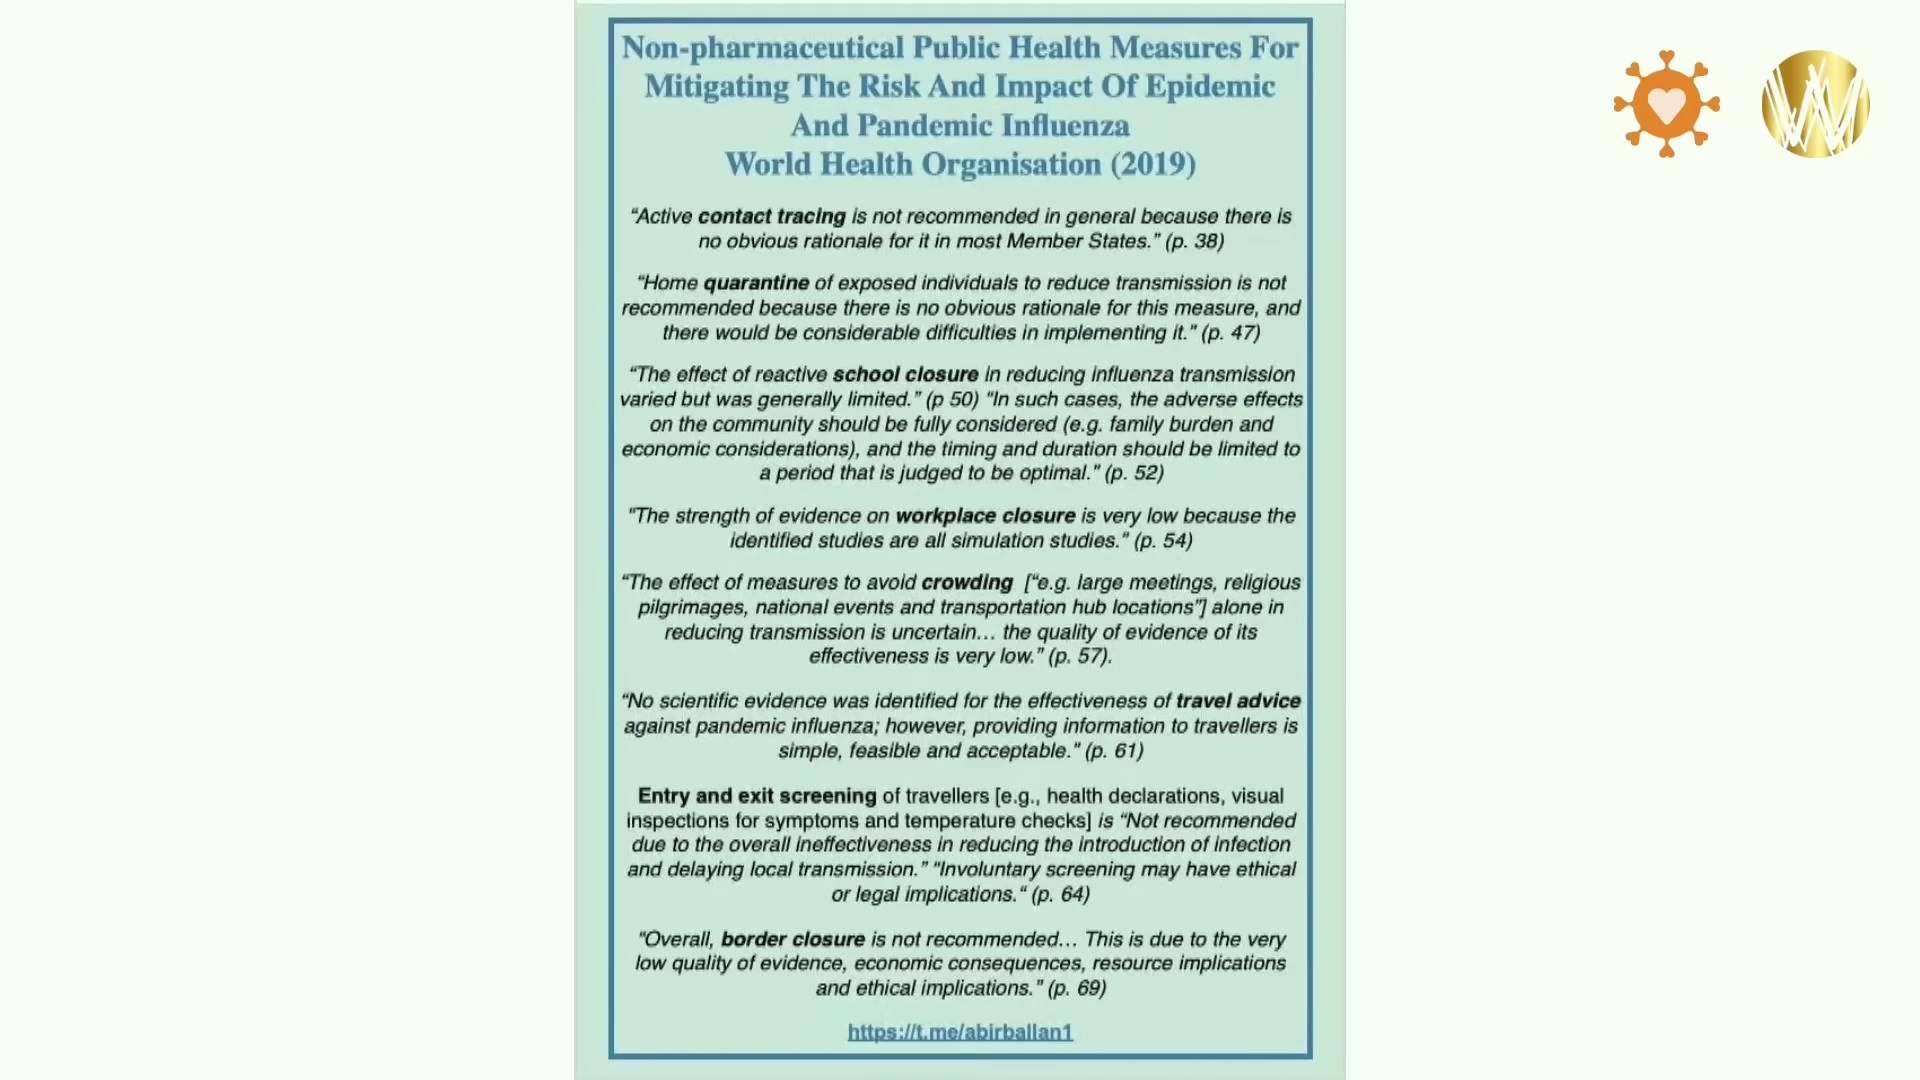 Non-pharmaceutical Public Health Measures For
Mitigating The Risk And Impact Of Epidemic
And Pandemic Influenza
World Health Organisation (2019)
“Active contact tracing is not recommended in general because there is
no obvious rationale for it in most Member States.” (p. 38)
“Home quarantine of exposed individuals to reduce transmission is not
recommended because there is no obvious rationale for this measure, and
there would be considerable difficulties in implementing it.” (p. 47)
“The effect of reactive school closure in reducing influenza transmission
varied but was generally limited.” (p 50) “In such cases, the adverse effects
on the community should be fully considered (e.g. family burden and
economic considerations), and the timing and duration should be limited to
a period that is judged to be optimal.” (p. 52)
“The strength of evidence on workplace closure is very low because the
identified studies are all simulation studies.” (p. 54)
“The effect of measures to avoid crowding [“e.g. large meetings, religious
pilgrimages, national events and transportation hub locations”] alone in
reducing transmission is uncertain… the quality of evidence of its
effectiveness is very low.” (p. 57).
“No scientific evidence was identified for the effectiveness of travel advice
against pandemic influenza; however, providing information to travellers is
simple, feasible and acceptable.” (p. 61)
Entry and exit screening of travellers [e.g., health declarations, visual
inspections for symptoms and temperature checks] is “Not recommended
due to the overall ineffectiveness in reducing the introduction of infection
and delaying local transmission.” “Involuntary screening may have ethical
or legal implications.“ (p. 64)
“Overall, border closure is not recommended… This is due to the very
low quality of evidence, economic consequences, resource implications
and ethical implications.” (p. 69)
https://t.me/abirballan1